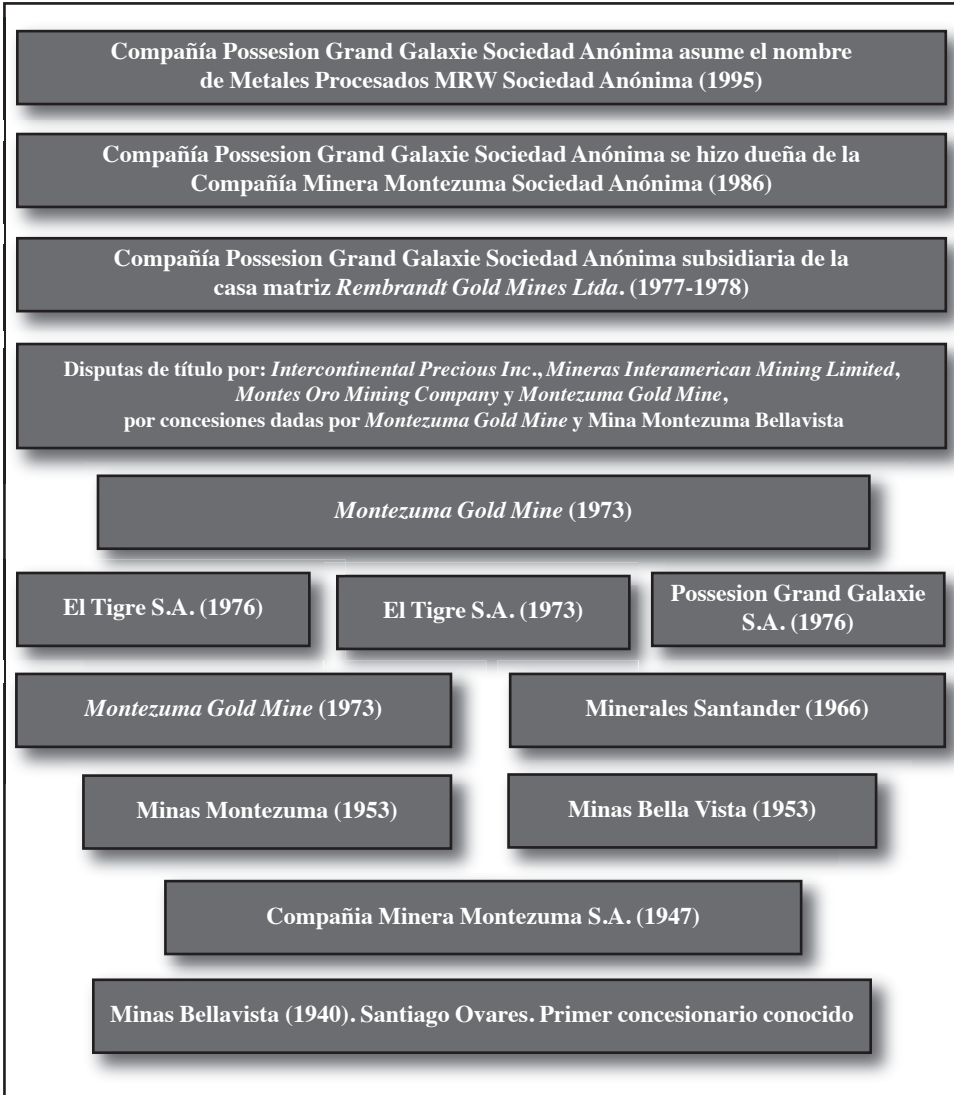 Compañía Possesion Grand Galaxie Sociedad Anónima asume el nombre
de Metales Procesados MRW Sociedad Anónima (1995)
Compañía Possesion Grand Galaxie Sociedad Anónima se hizo dueña de la
Compañía Minera Montezuma Sociedad Anónima (1986)
Compañía Possesion Grand Galaxie Sociedad Anónima subsidiaria de la
casa matriz Rembrandt Gold Mines Ltda. (1977-1978)
Disputas de título por: Intercontinental Precious Inc., Mineras Interamerican Mining Limited,
Montes Oro Mining Company y Montezuma Gold Mine,
por concesiones dadas por Montezuma Gold Mine y Mina Montezuma Bellavista
Montezuma Gold Mine (1973)
El Tigre S.A. (1976)
El Tigre S.A. (1973)
Possesion Grand Galaxie
S.A. (1976)
Montezuma Gold Mine (1973)
Minerales Santander (1966)
Minas Montezuma (1953)
Minas Bella Vista (1953)
Compañia Minera Montezuma S.A. (1947)
Minas Bellavista (1940). Santiago Ovares. Primer concesionario conocido